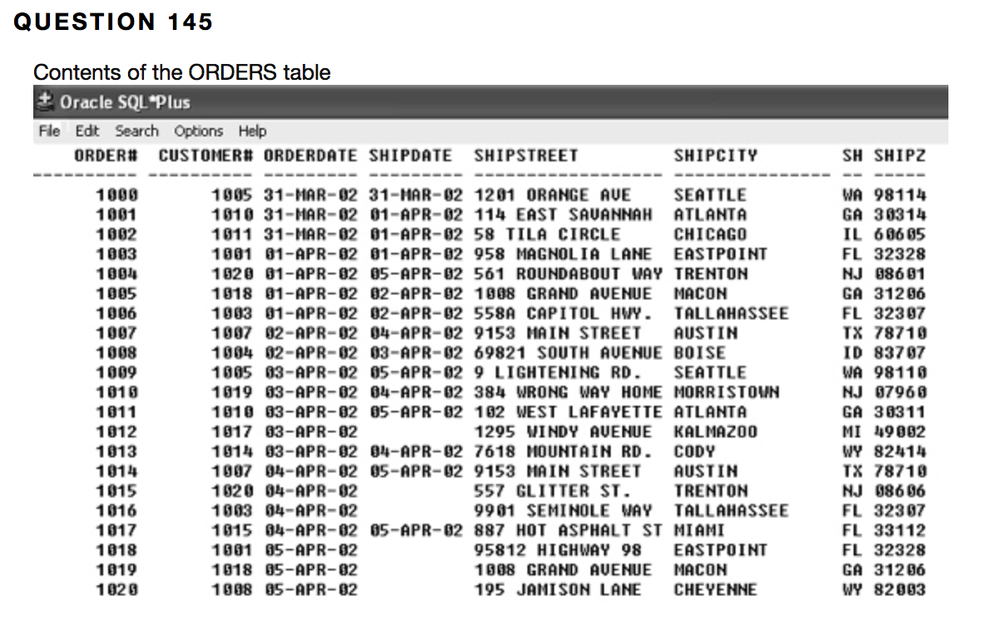 QUESTION 145
Contents of the ORDERS table
Oracle SQL*Plus
File Edit Search Options Help
ORDER# CUSTOMER# ORDERDATE SHIPDATE SHIPSTREET SHIPCITY SH SHIPZ
---------- ---------- --------- --------- ------------------ --------------- -- -----
1000 1005 31-MAR-02 31-MAR-02 1201 ORANGE AVE SEATTLE WA 98114
1001 1010 31-MAR-02 01-APR-02 114 EAST SAVANNAH ATLANTA GA 30314
1002 1011 31-MAR-02 01-APR-02 58 TILA CIRCLE CHICAGO IL 60605
1003 1001 01-APR-02 01-APR-02 958 MAGNOLIA LANE EASTPOINT FL 32328
1004 1020 01-APR-02 05-APR-02 561 ROUNDABOUT WAY TRENTON NJ 08601
1005 1018 01-APR-02 02-APR-02 1008 GRAND AVENUE MACON GA 31206
1006 1003 01-APR-02 02-APR-02 558A CAPITOL HWY. TALLAHASSEE FL 32307
1007 1007 02-APR-02 04-APR-02 9153 MAIN STREET AUSTIN TX 78710
1008 1004 02-APR-02 03-APR-02 69821 SOUTH AVENUE BOISE ID 83707
1009 1005 03-APR-02 05-APR-02 9 LIGHTENING RD. SEATTLE WA 98110
1010 1019 03-APR-02 04-APR-02 384 WRONG WAY HOME MORRISTOWN NJ 07960
1011 1010 03-APR-02 05-APR-02 102 WEST LAFAYETTE ATLANTA GA 30311
1012 1017 03-APR-02 1295 WINDY AVENUE KALMAZOO MI 49002
1013 1014 03-APR-02 04-APR-02 7618 MOUNTAIN RD. CODY WY 82414
1014 1007 04-APR-02 05-APR-02 9153 MAIN STREET AUSTIN TX 78710
1015 1020 04-APR-02 557 GLITTER ST. TRENTON NJ 08606
1016 1003 04-APR-02 9901 SEMINOLE WAY TALLAHASSEE FL 32307
1017 1015 04-APR-02 05-APR-02 887 HOT ASPHALT ST MIAMI FL 33112
1018 1001 05-APR-02 95812 HIGHWAY 98 EASTPOINT FL 32328
1019 1018 05-APR-02 1008 GRAND AVENUE MACON GA 31206
1020 1008 05-APR-02 195 JAMISON LANE CHEYENNE WY 82003